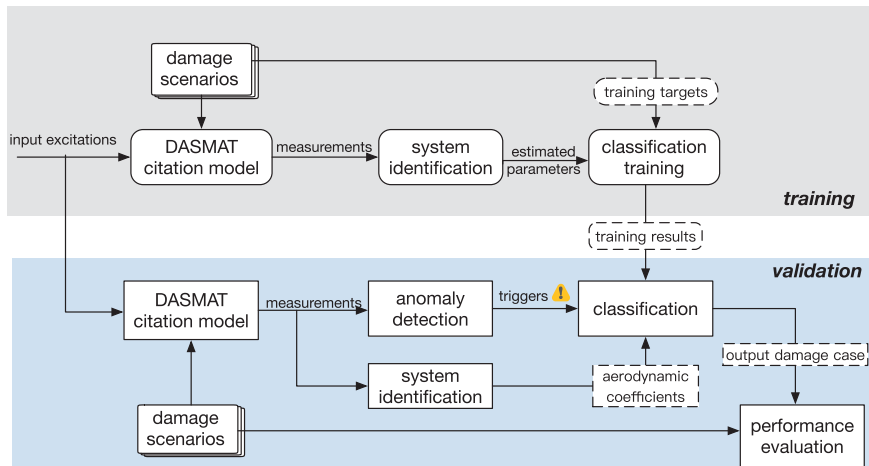 damage
scenarios
training targets
input excitations
DASMAT
citation model
measurements
system
identification
estimated
parameters
classification
training
training
training results
validation
DASMAT
citation model
measurements
anomaly
detection
triggers
classification
output damage case
system
identification
aerodynamic
coefficients
damage
scenarios
performance
evaluation